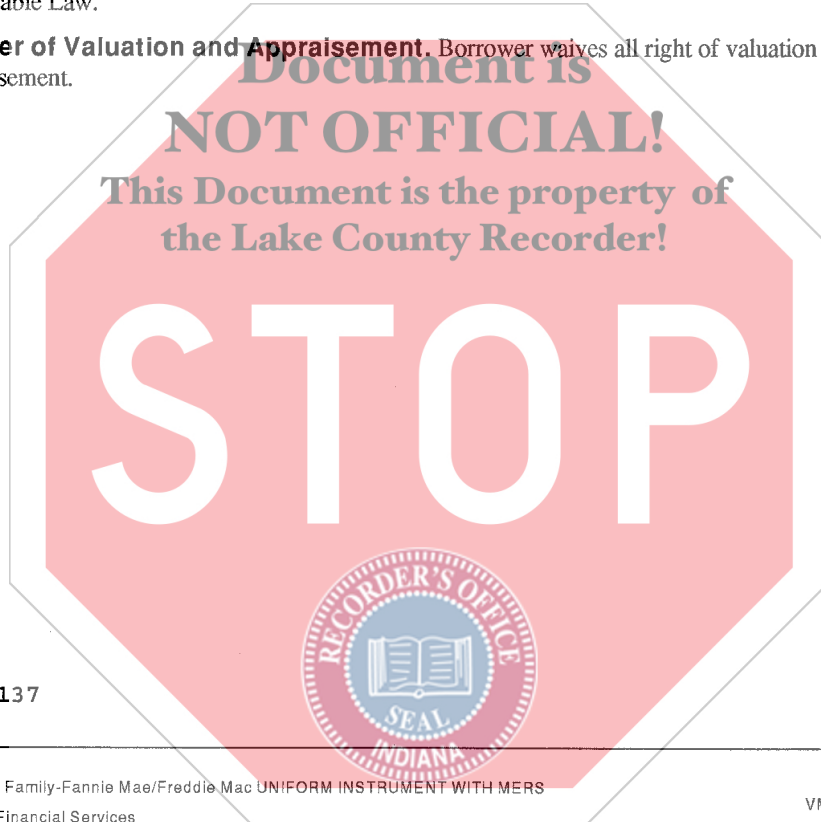 able Law.
er of Valuation and Appraisement. Borrower waives all right of valuation
sement.
Document is
NOT OFFICIAL!
This Document is the property of
the Lake County Recorder!
STOP
RECORDER'S OFFICE
SEAL
INDIANA
137
Family-Fannie Mae/Freddie Mac UNIFORM INSTRUMENT WITH MERS
VM
Financial Services